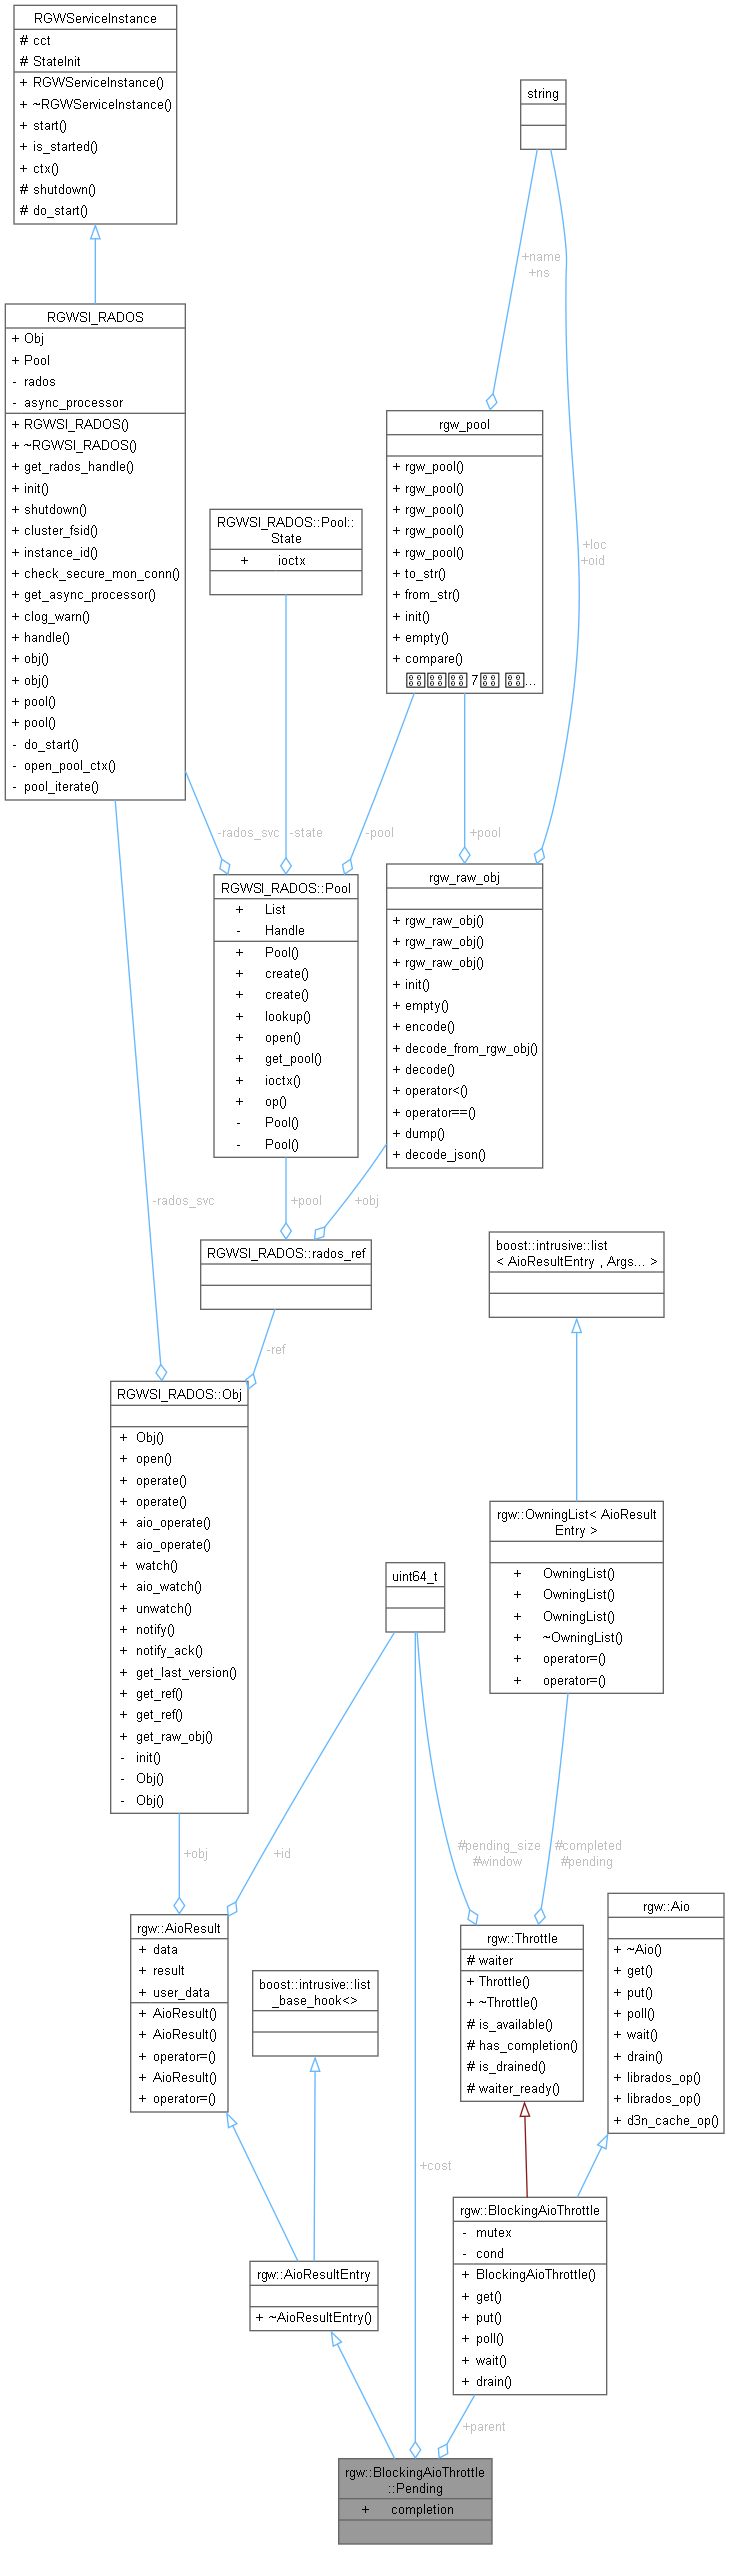 RGWServiceInstance
# cct
# StateInit
+ RGWServiceInstance()
+ ~RGWServiceInstance()
+ start()
+ is_started()
+ ctx()
# shutdown()
# do_start()
string
+name
+ns
RGWSI_RADOS
+ Obj
+ Pool
- rados
- async_processor
+ RGWSI_RADOS()
+ ~RGWSI_RADOS()
+ get_rados_handle()
+ init()
+ shutdown()
+ cluster_fsid()
+ instance_id()
+ check_secure_mon_conn()
+ get_async_processor()
+ clog_warn()
+ handle()
+ obj()
+ obj()
+ pool()
+ pool()
- do_start()
- open_pool_ctx()
- pool_iterate()
RGWSI_RADOS::Pool::
State
+ ioctx
rgw_pool
+ rgw_pool()
+ rgw_pool()
+ rgw_pool()
+ rgw_pool()
+ rgw_pool()
+ to_str()
+ from_str()
+ init()
+ empty()
+ compare()
7 ...
+loc
+oid
-rados_svc
-state
-pool
+pool
RGWSI_RADOS::Pool
+ List
- Handle
+ Pool()
+ create()
+ create()
+ lookup()
+ open()
+ get_pool()
+ ioctx()
+ op()
- Pool()
- Pool()
rgw_raw_obj
+ rgw_raw_obj()
+ rgw_raw_obj()
+ rgw_raw_obj()
+ init()
+ empty()
+ encode()
+ decode_from_rgw_obj()
+ decode()
+ operator<()
+ operator==()
+ dump()
+ decode_json()
-rados_svc
+pool
+obj
RGWSI_RADOS::rados_ref
-ref
boost::intrusive::list
< AioResultEntry , Args... >
RGWSI_RADOS::Obj
+ Obj()
+ open()
+ operate()
+ operate()
+ aio_operate()
+ aio_operate()
+ watch()
+ aio_watch()
+ unwatch()
+ notify()
+ notify_ack()
+ get_last_version()
+ get_ref()
+ get_ref()
+ get_raw_obj()
- init()
- Obj()
- Obj()
uint64_t
rgw::OwningList< AioResult
Entry >
+ OwningList()
+ OwningList()
+ OwningList()
+ ~OwningList()
+ operator=()
+ operator=()
+obj
+id
#pending_size
#window
#completed
#pending
rgw::AioResult
+ data
+ result
+ user_data
+ AioResult()
+ AioResult()
+ operator=()
+ AioResult()
+ operator=()
boost::intrusive::list
_base_hook<>
rgw::Throttle
# waiter
+ Throttle()
+ ~Throttle()
# is_available()
# has_completion()
# is_drained()
# waiter_ready()
rgw::Aio
+ ~Aio()
+ get()
+ put()
+ poll()
+ wait()
+ drain()
+ librados_op()
+ librados_op()
+ d3n_cache_op()
+cost
rgw::AioResultEntry
+ ~AioResultEntry()
rgw::BlockingAioThrottle
- mutex
- cond
+ BlockingAioThrottle()
+ get()
+ put()
+ poll()
+ wait()
+ drain()
+parent
rgw::BlockingAioThrottle
::Pending
+ completion